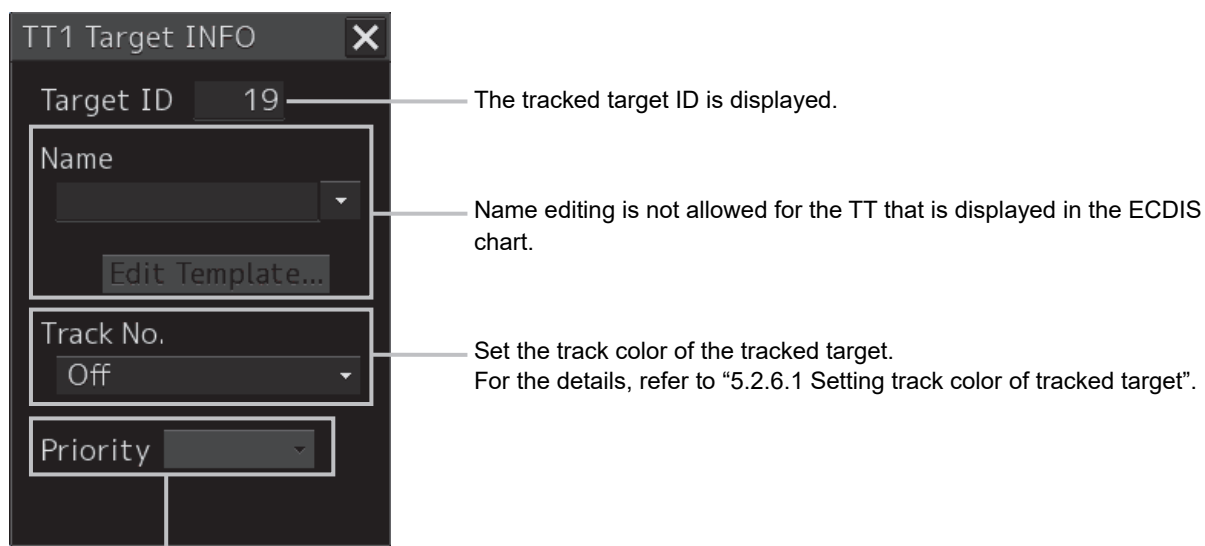 TT1 Target INFO
Target ID 19
The tracked target ID is displayed.
Name
Name editing is not allowed for the TT that is displayed in the ECDIS
chart.
Edit Template...
Track No.
Off
Set the track color of the tracked target.
For the details, refer to “5.2.6.1 Setting track color of tracked target”.
Priority